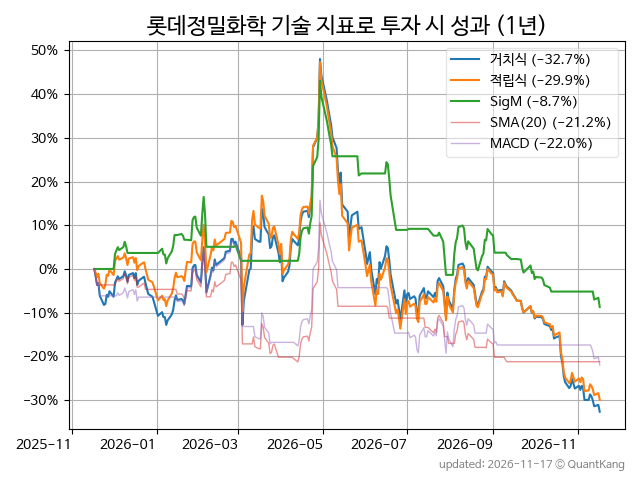 롯데정밀화학 기술 지표로 투자 시 성과 (1년)
50%
40%
30%
20%
10%
0%
−10%
−20%
−30%
거치식 (−32.7%)
적립식 (−29.9%)
SigM (−8.7%)
SMA(20) (−21.2%)
MACD (−22.0%)
2025-11
2026-01
2026-03
2026-05
2026-07
2026-09
2026-11
updated: 2026-11-17 © QuantKang